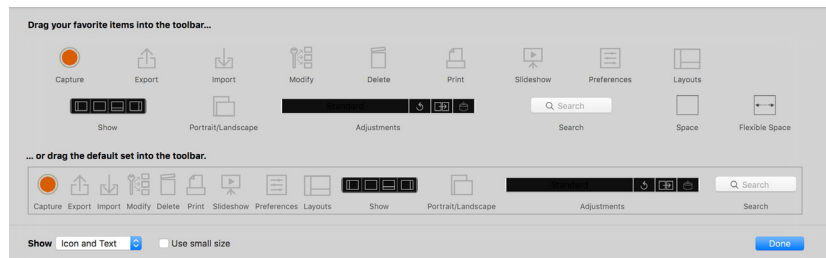 Drag your favorite items into the toolbar...
Capture Export Import Modify Delete Print Slideshow Preferences Layouts
Standard Search
Show Portrait/Landscape Adjustments Search Space Flexible Space
... or drag the default set into the toolbar.
Standard Search
Capture Export Import Modify Delete Print Slideshow Preferences Layouts Show Portrait/Landscape Adjustments Search
Show Icon and Text Use small size Done